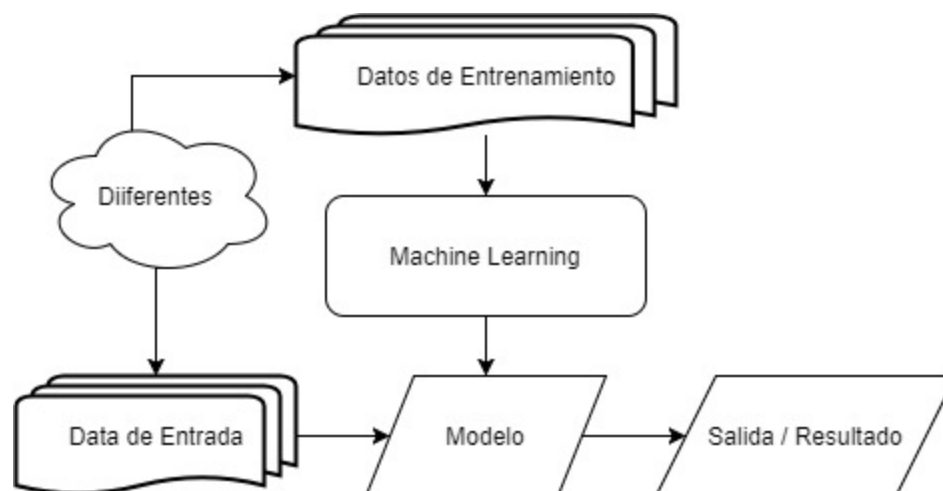 Datos de Entrenamiento
Diiferentes
Machine Learning
Data de Entrada
Modelo
Salida / Resultado